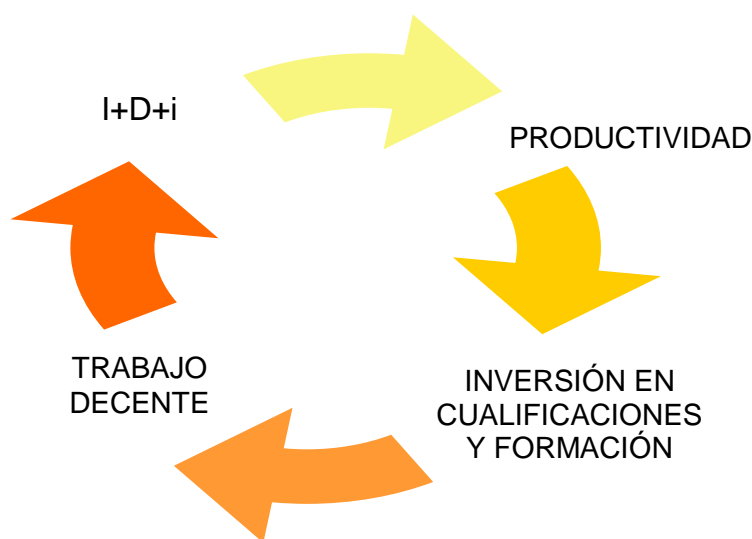 I+D+i
PRODUCTIVIDAD
INVERSIÓN EN
CUALIFICACIONES
Y FORMACIÓN
TRABAJO
DECENTE